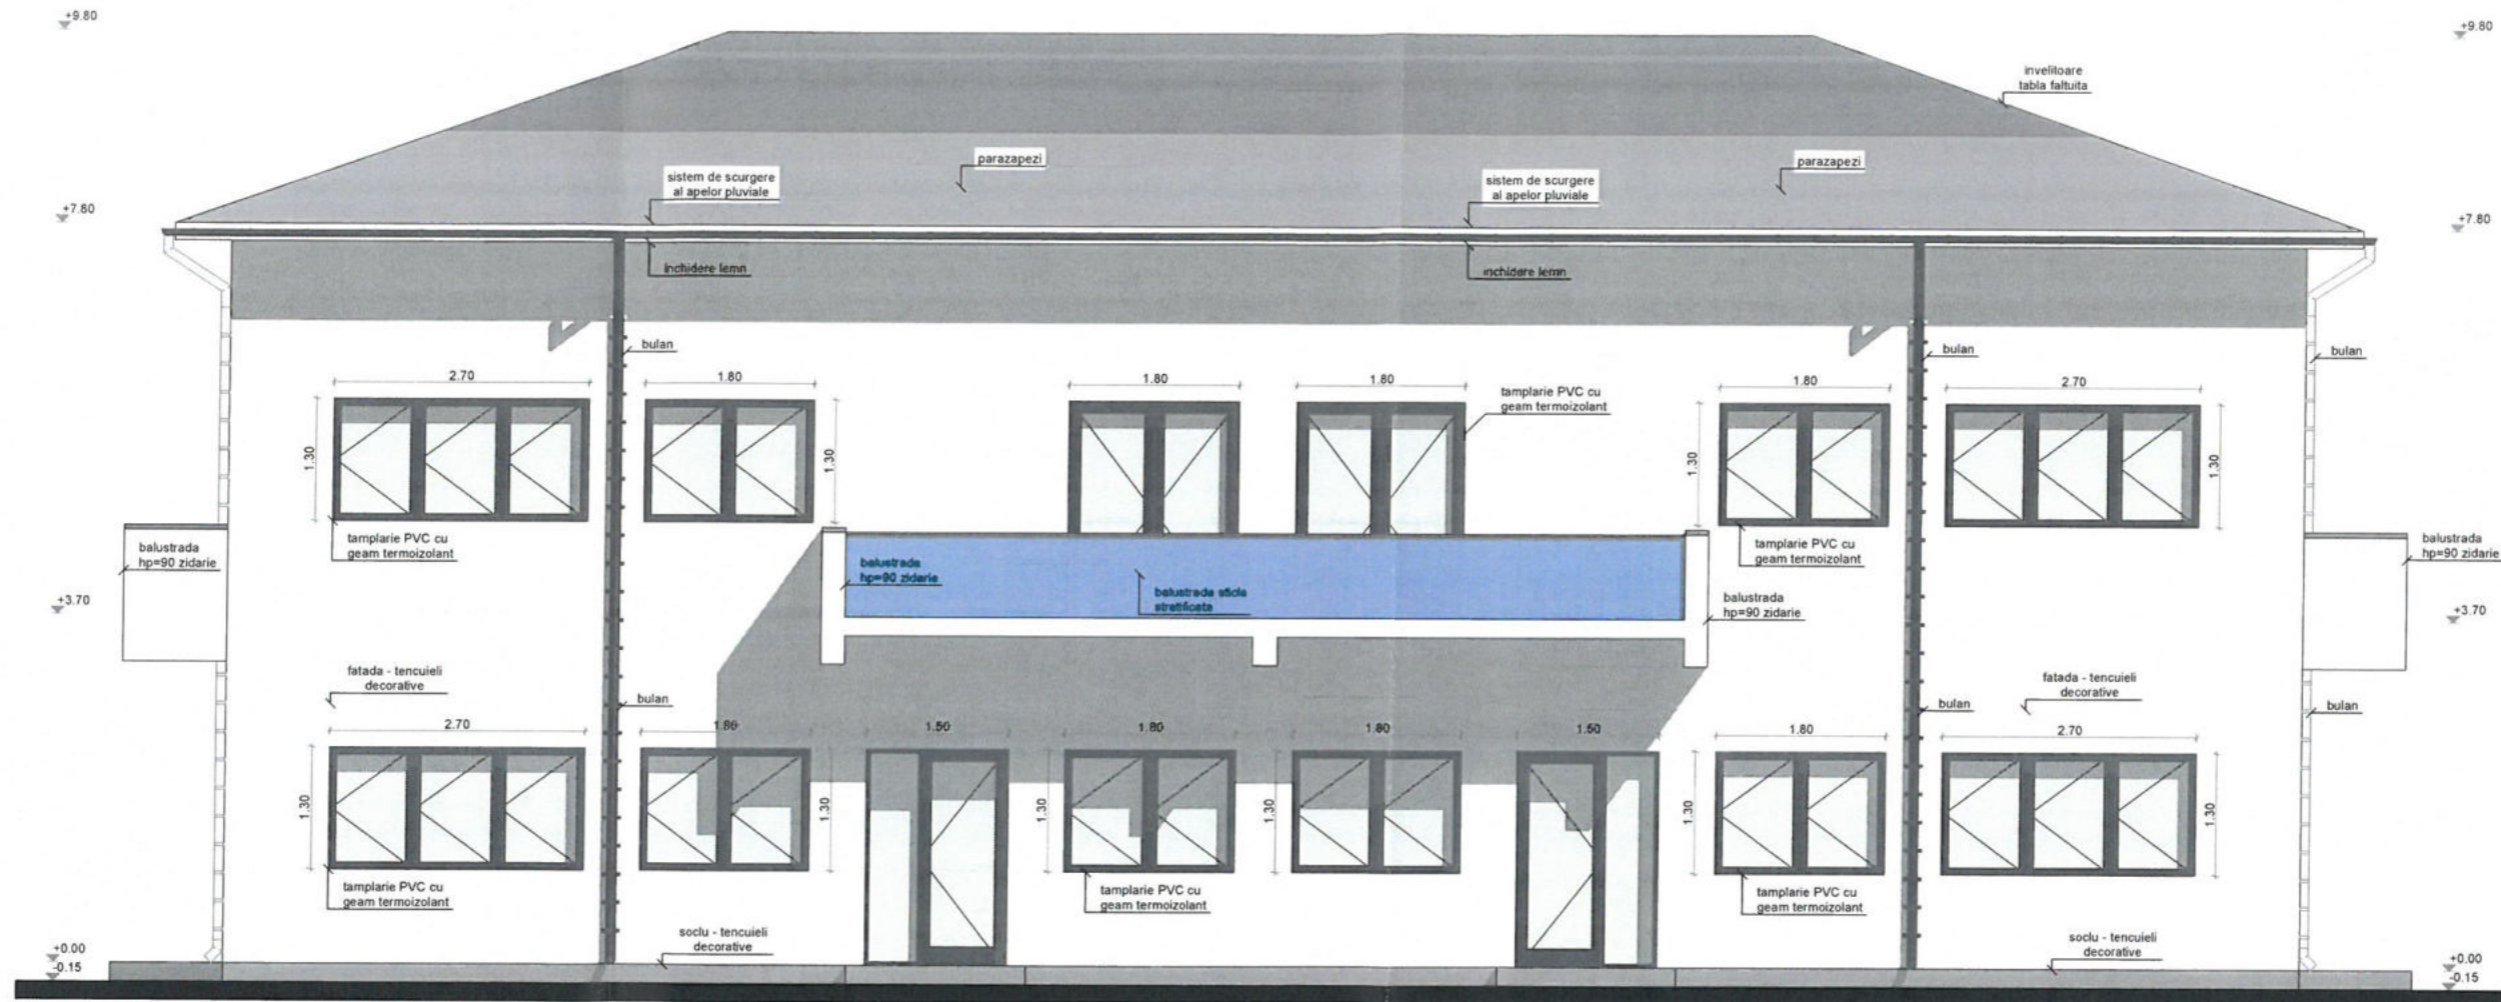 +9.80
+9.80
invelitoare
tabla faltuita
parazapezi
parazapezi
sistem de scurgere
al apelor pluviale
sistem de scurgere
al apelor pluviale
+7.80
+7.80
inchidere lemn
inchidere lemn
bulan
bulan
bulan
2.70
1.80
1.80
1.80
1.80
2.70
tamplarie PVC cu
geam termoizolant
1.30
1.30
1.30
1.30
tamplarie PVC cu
geam termoizolant
tamplarie PVC cu
geam termoizolant
balustrada
hp=90 zidarie
balustrada
hp=90 zidarie
balustrada sticla
stratificata
balustrada
hp=90 zidarie
balustrada
hp=90 zidarie
+3.70
+3.70
fatada - tencuieli
decorative
fatada - tencuieli
decorative
bulan
bulan
bulan
2.70
1.80
1.50
1.80
1.80
1.50
1.80
2.70
1.30
1.30
1.30
1.30
1.30
1.30
tamplarie PVC cu
geam termoizolant
tamplarie PVC cu
geam termoizolant
tamplarie PVC cu
geam termoizolant
soclu - tencuieli
decorative
soclu - tencuieli
decorative
+0.00
-0.15
+0.00
-0.15